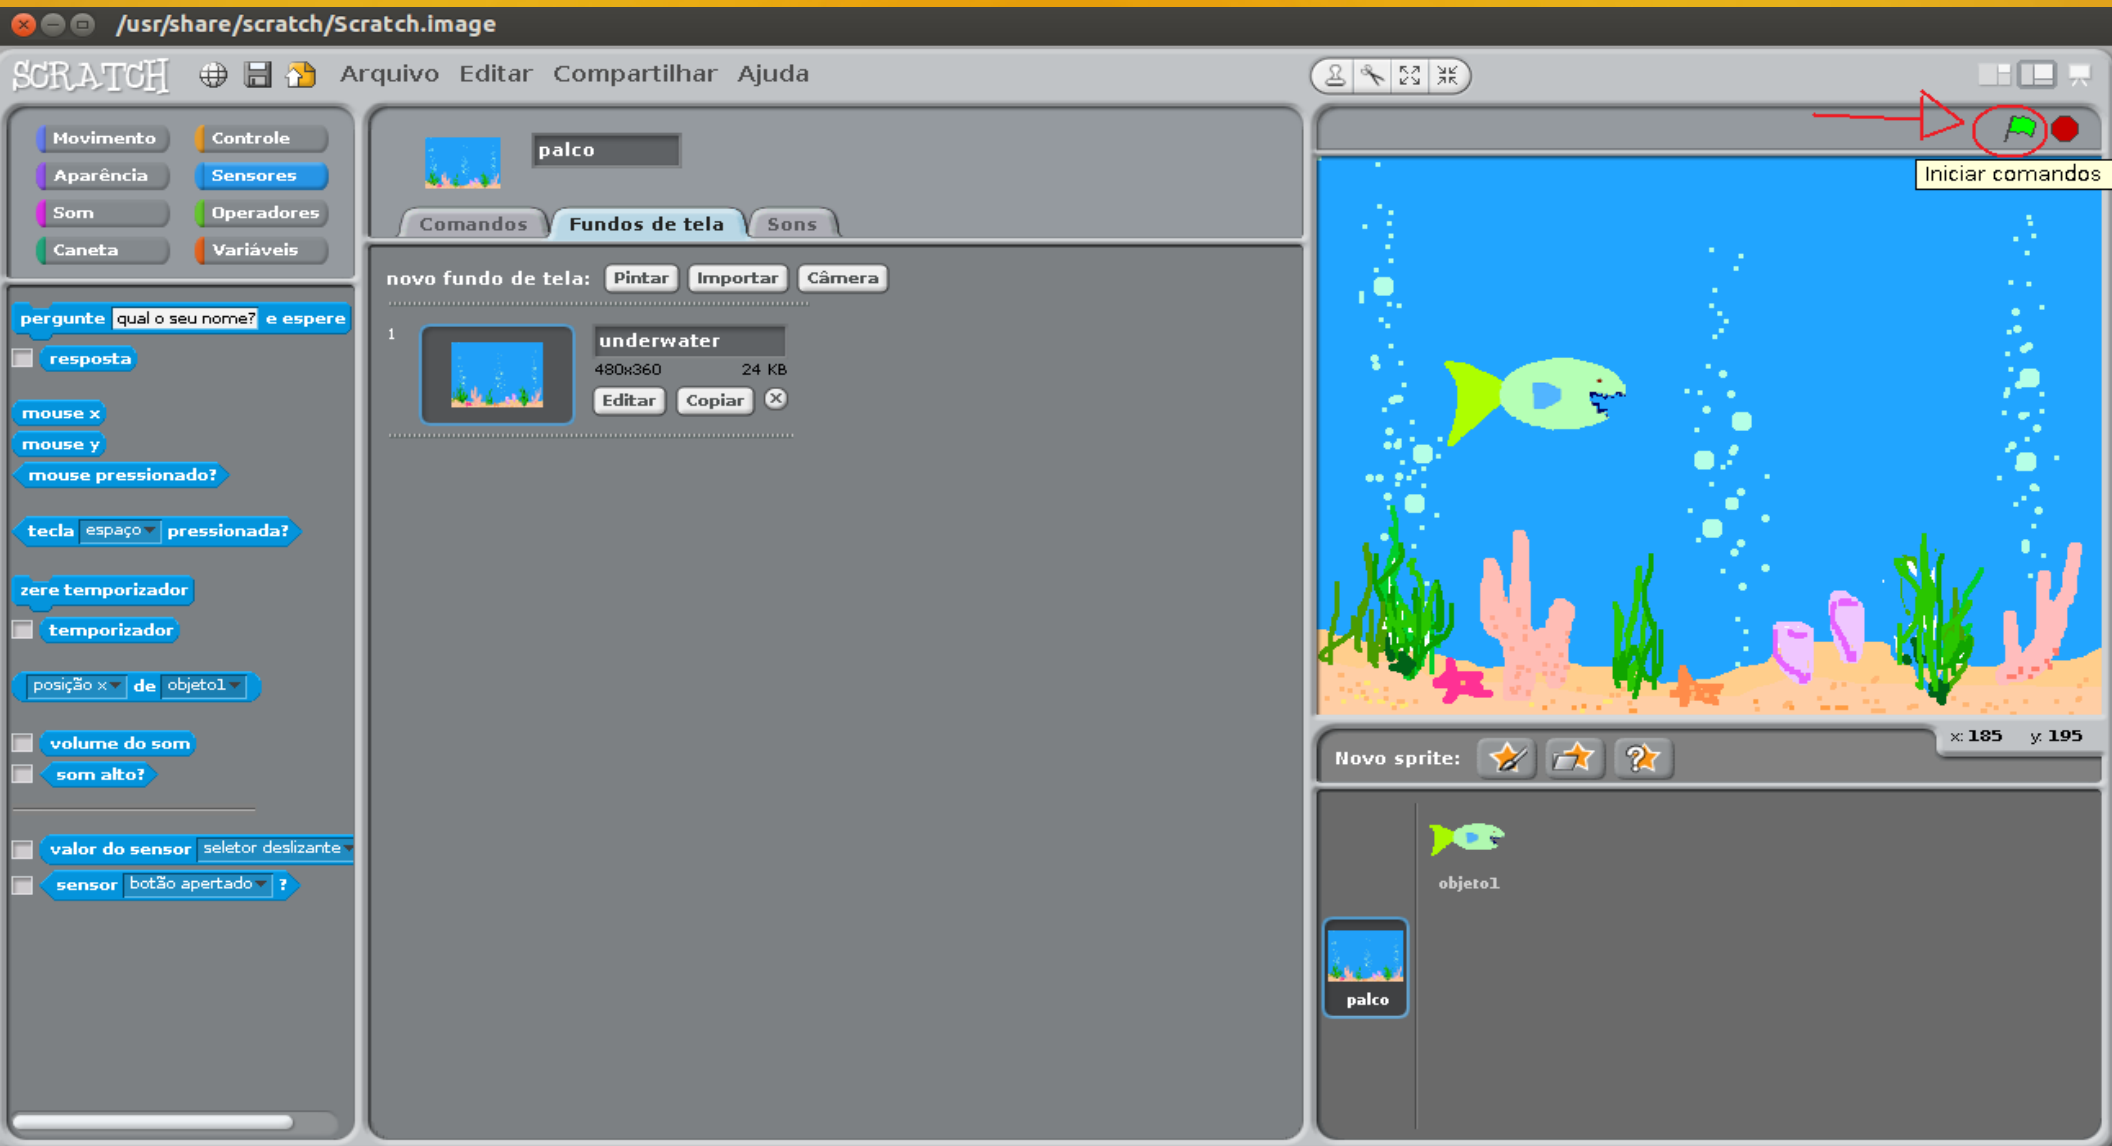 /usr/share/scratch/Scratch.image
SCRATCH Arquivo Editar Compartilhar Ajuda
Movimento Controle
Aparência Sensores
Som Operadores
Caneta Variáveis
pergunte qual o seu nome? e espere
resposta
mouse x
mouse y
mouse pressionado?
tecla espaço pressionada?
zere temporizador
temporizador
posição x de objeto1
volume do som
som alto?
valor do sensor seletor deslizante
sensor botão apertado ?
palco
Comandos Fundos de tela Sons
novo fundo de tela: Pintar Importar Câmera
1
underwater
480x360 24 KB
Editar Copiar
Iniciar comandos
x: 185 y: 195
Novo sprite:
objeto1
palco